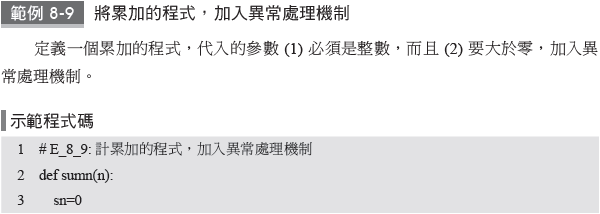 範例 8-9 將累加的程式，加入異常處理機制
定義一個累加的程式，代入的參數 (1) 必須是整數，而且 (2) 要大於零，加入異
常處理機制。
示範程式碼
1 # E_8_9: 計累加的程式，加入異常處理機制
2 def sumn(n):
3 sn=0